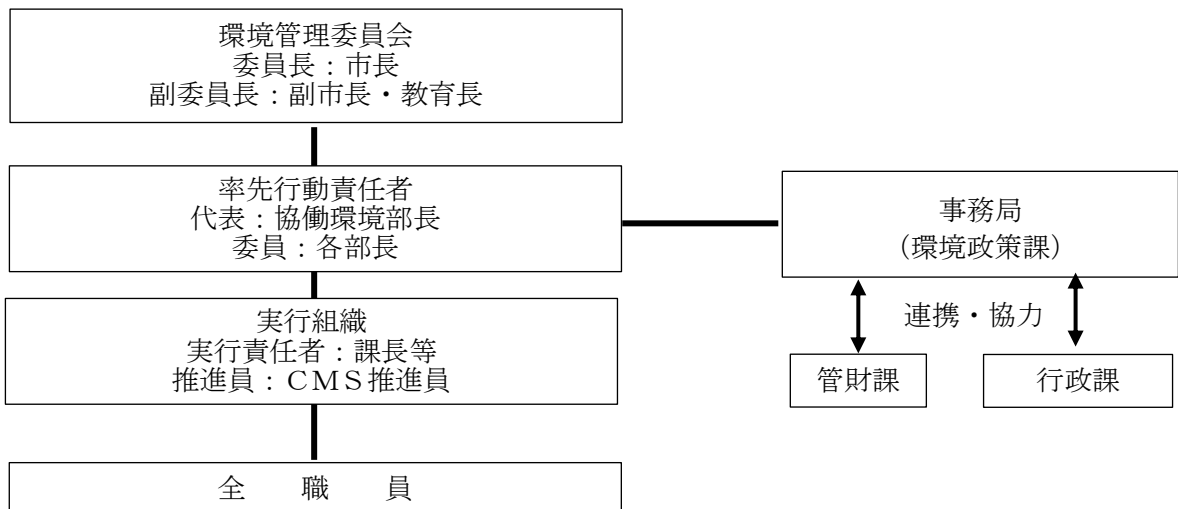 環境管理委員会
委員長：市長
副委員長：副市長・教育長
率先行動責任者
代表：協働環境部長
委員：各部長
事務局
（環境政策課）
実行組織
実行責任者：課長等
推進員：ＣＭＳ推進員
連携・協力
管財課
行政課
全　職　員